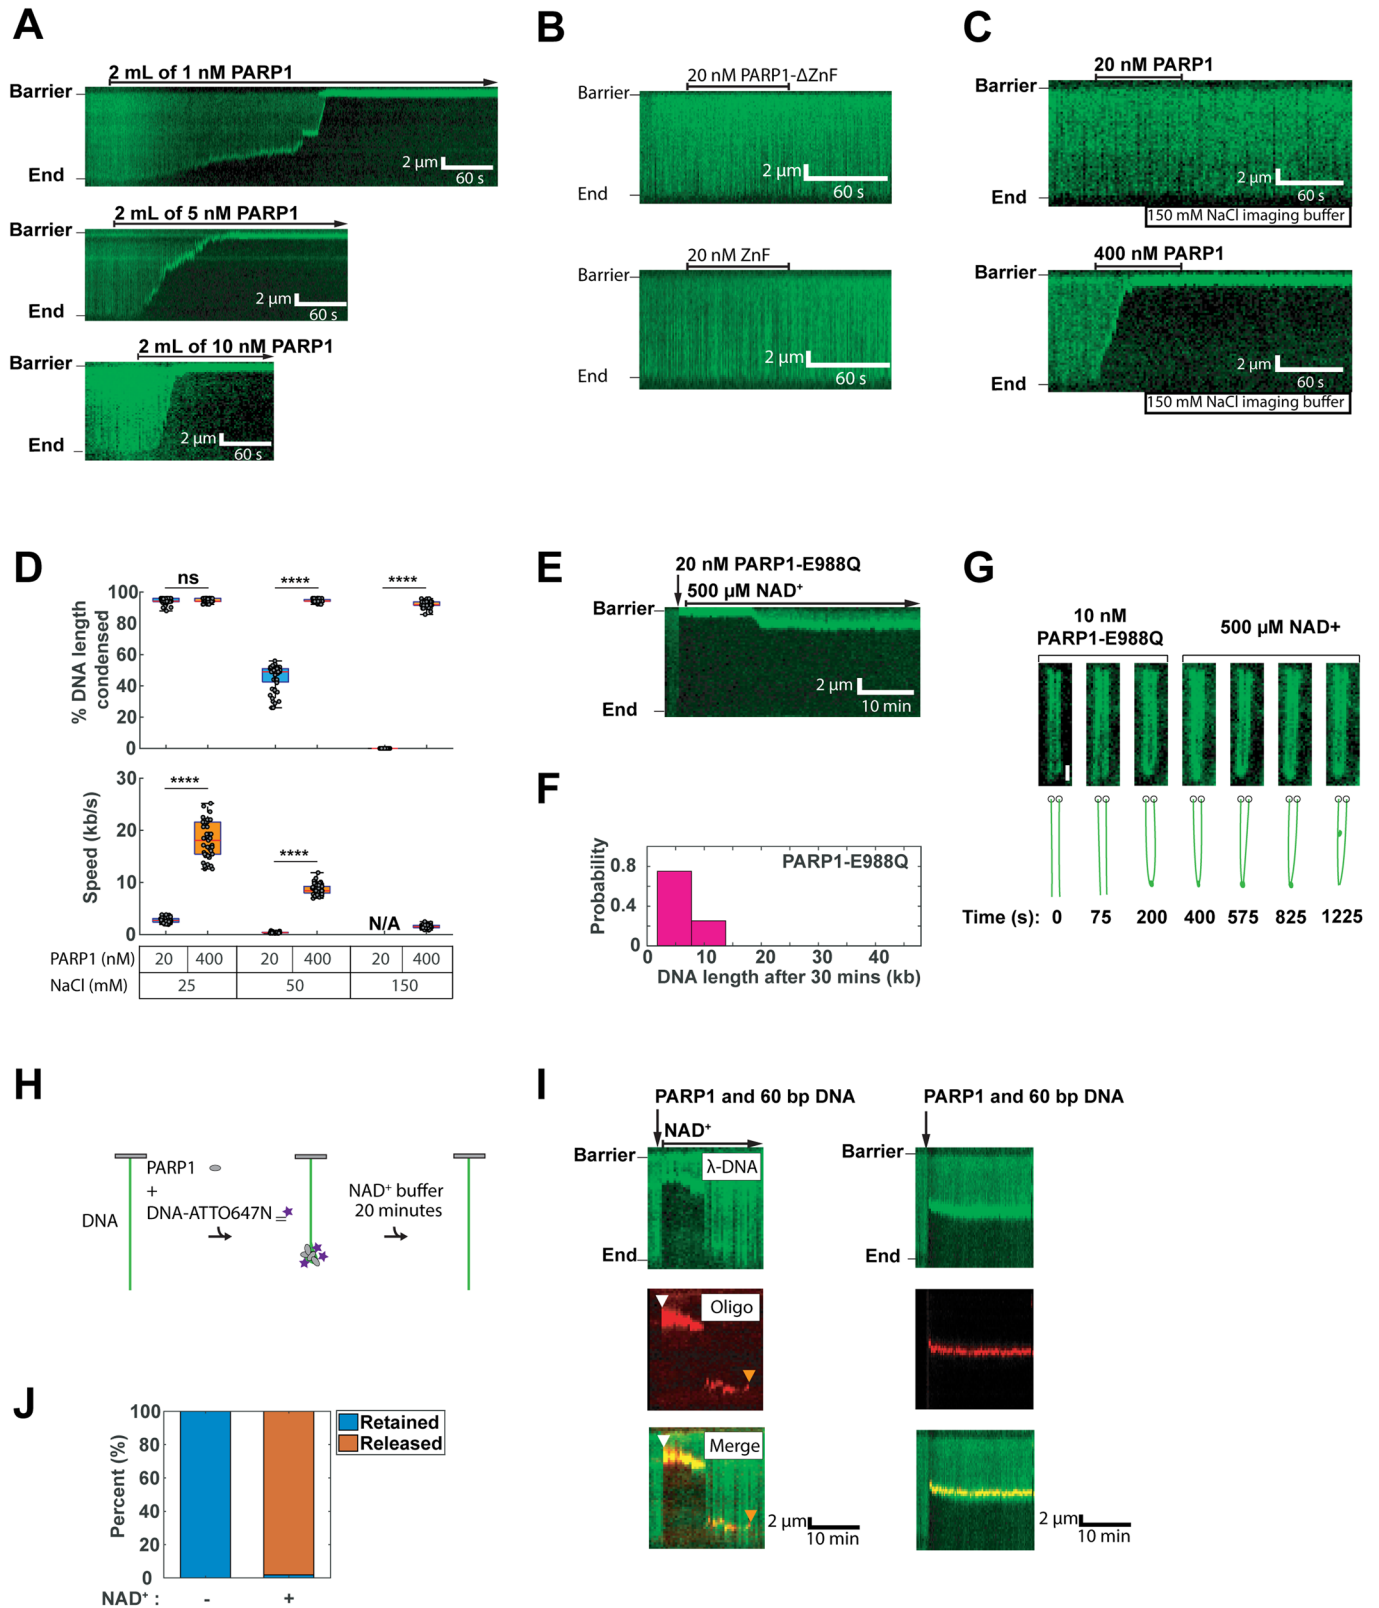 A
2 mL of 1 nM PARP1
Barrier
End
2 μm
60 s
2 mL of 5 nM PARP1
Barrier
End
2 μm
60 s
2 mL of 10 nM PARP1
Barrier
End
2 μm
60 s
B
20 nM PARP1-ΔZnF
Barrier
End
2 μm
60 s
20 nM ZnF
Barrier
End
2 μm
60 s
C
20 nM PARP1
Barrier
End
2 μm
60 s
150 mM NaCl imaging buffer
400 nM PARP1
Barrier
End
2 μm
60 s
150 mM NaCl imaging buffer
D
% DNA length
condensed
100
80
60
40
20
0
ns
****
****
Speed (kb/s)
30
20
10
0
****
****
N/A
PARP1 (nM) 20 400 20 400 20 400
NaCl (mM) 25 50 150
E
20 nM PARP1-E988Q
500 μM NAD+
Barrier
End
2 μm
10 min
F
PARP1-E988Q
Probability
0.8
0.4
0
0 10 20 30 40
DNA length after 30 mins (kb)
G
10 nM
PARP1-E988Q
500 μM NAD+
Time (s): 0 75 200 400 575 825 1225
H
DNA
PARP1
+
DNA-ATTO647N
NAD+ buffer
20 minutes
I
PARP1 and 60 bp DNA
NAD+
Barrier
λ-DNA
End
Oligo
Merge
2 μm
10 min
PARP1 and 60 bp DNA
Barrier
End
2 μm
10 min
J
Percent (%)
100
80
60
40
20
0
Retained
Released
NAD+ : - +